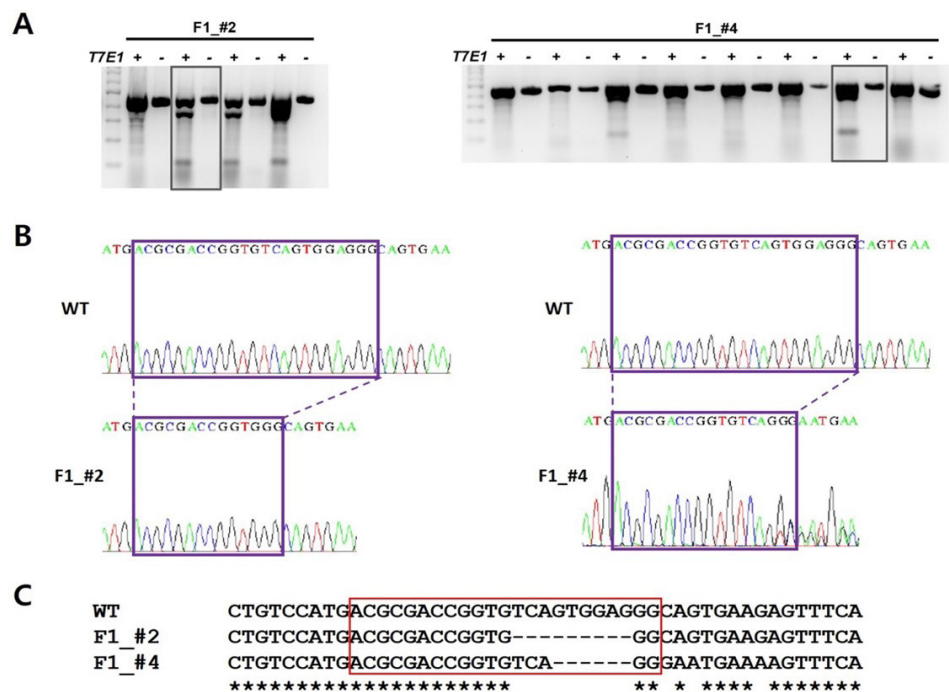 A
F1_#2
F1_#4
T7E1 + - + - + - + -
T7E1 + - + - + - + - + - + - + - + -
B
ATGACGCGACCGGTGTCAGTGGAGGGCAGTGAA
ATGACGCGACCGGTGTCAGTGGAGGGCAGTGAA
WT
WT
ATGACGCGACCGGTGGGCAGTGAA
ATGACGCGACCGGTGTCAGGGAATGAA
F1_#2
F1_#4
C
WT CTGTCCATGACGCGACCGGTGTCAGTGGAGGGCAGTGAAGAGTTTCA
F1_#2 CTGTCCATGACGCGACCGGTG---------GGCAGTGAAGAGTTTCA
F1_#4 CTGTCCATGACGCGACCGGTGTCA------GGGAATGAAAAGTTTCA
*********************         ** * **** *******